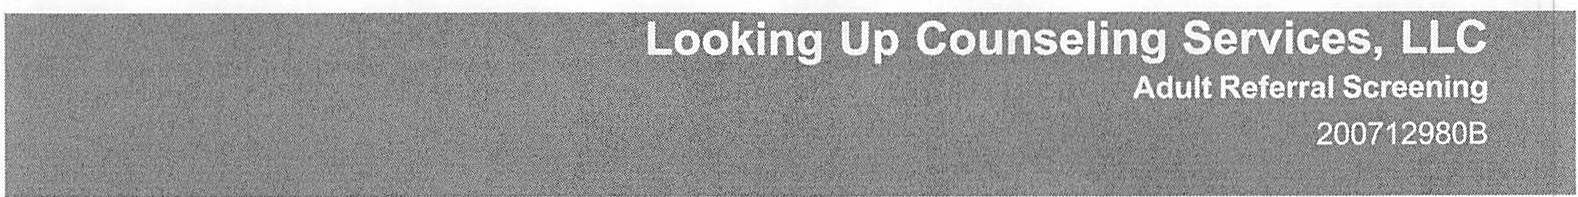 Looking Up Counseling Services, LLC
Adult Referral Screening
200712980B